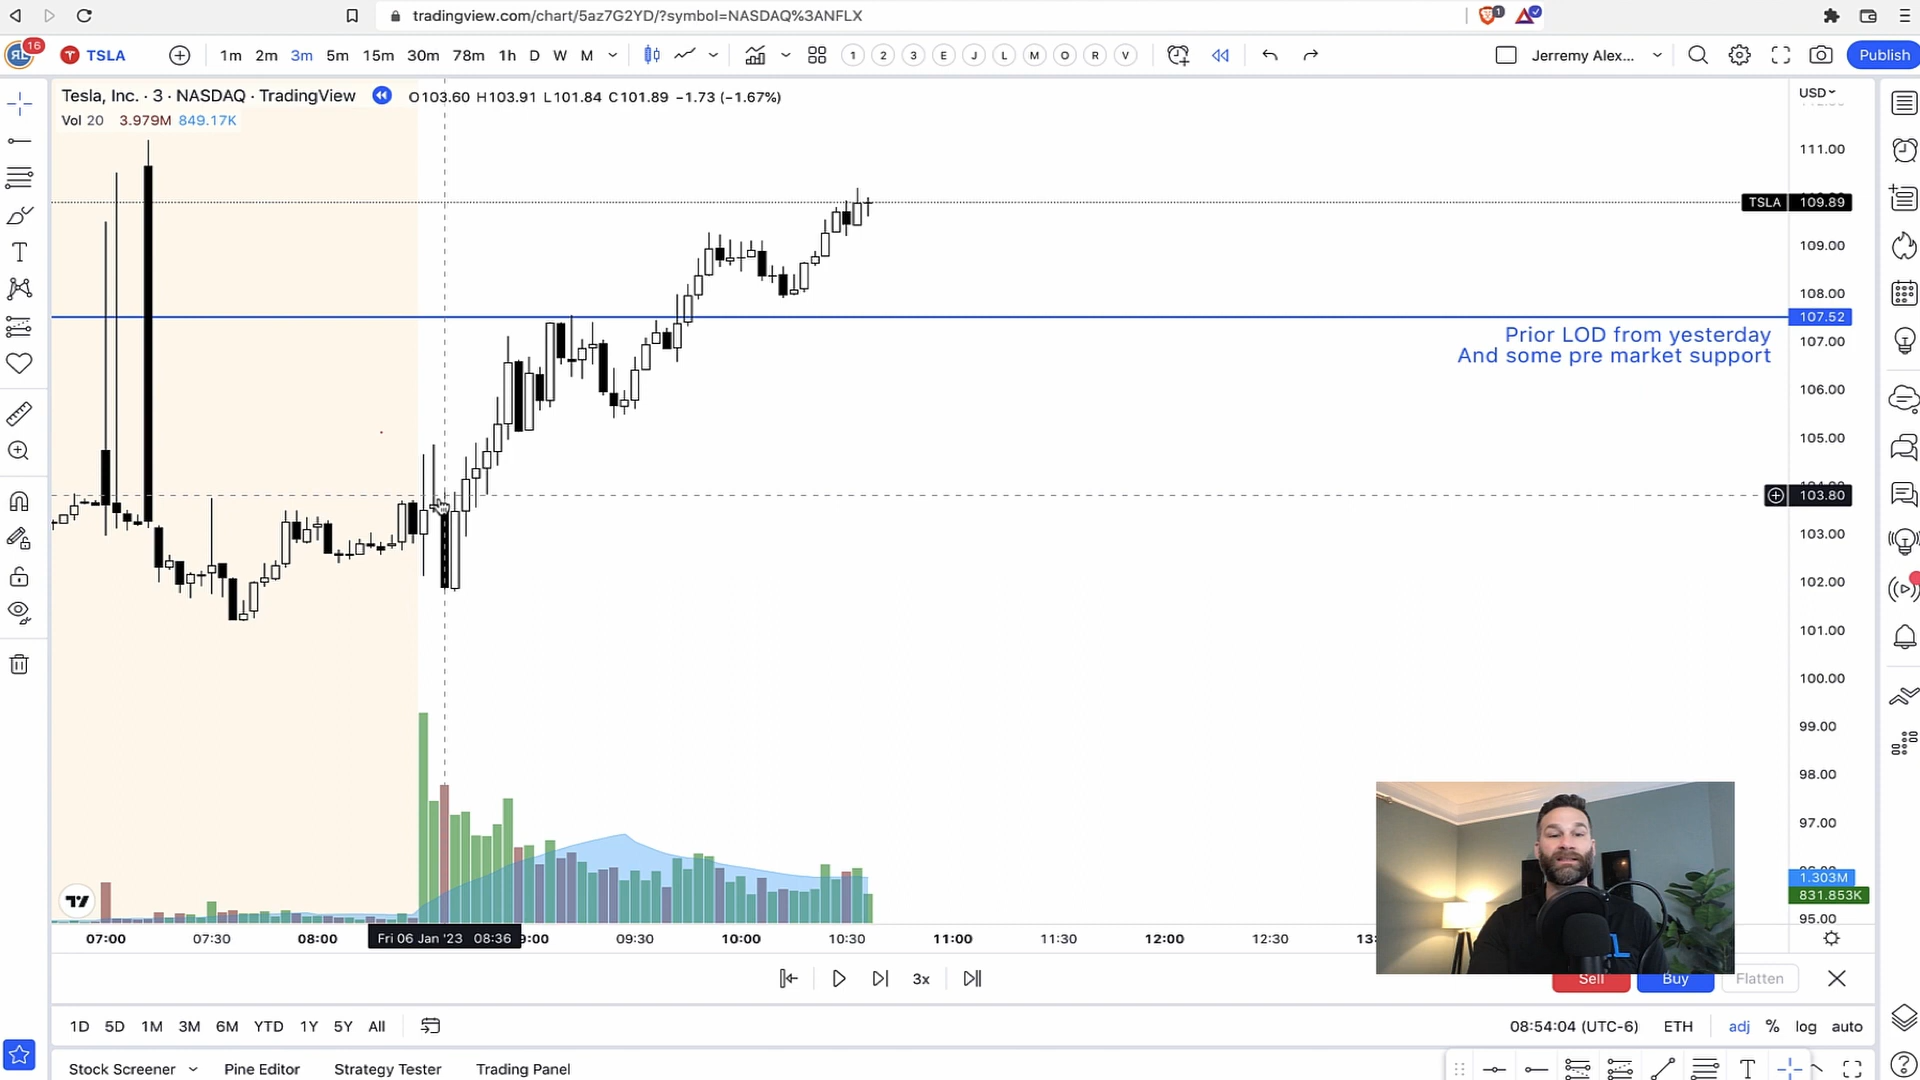 tradingview.com/chart/5az7G2YD/?symbol=NASDAQ%3ANFLX
1
16
TSLA
1m 2m 3m 5m 15m 30m 78m 1h D W M
1 2 3 E J L M O R V
Jerremy Alex...
Publish
Tesla, Inc. · 3 · NASDAQ · TradingView
O103.60 H103.91 L101.84 C101.89 −1.73 (−1.67%)
Vol 20 3.979M 849.17K
USD
111.00
TSLA 109.89
109.00
108.00
107.52
Prior LOD from yesterday
And some pre market support
107.00
106.00
105.00
103.80
103.00
102.00
101.00
100.00
99.00
98.00
97.00
1.303M
831.853K
95.00
07:00 07:30 08:00 Fri 06 Jan '23 08:36 9:00 09:30 10:00 10:30 11:00 11:30 12:00 12:30
3x
Sell Buy Flatten
1D 5D 1M 3M 6M YTD 1Y 5Y All
08:54:04 (UTC-6) ETH adj % log auto
Stock Screener Pine Editor Strategy Tester Trading Panel